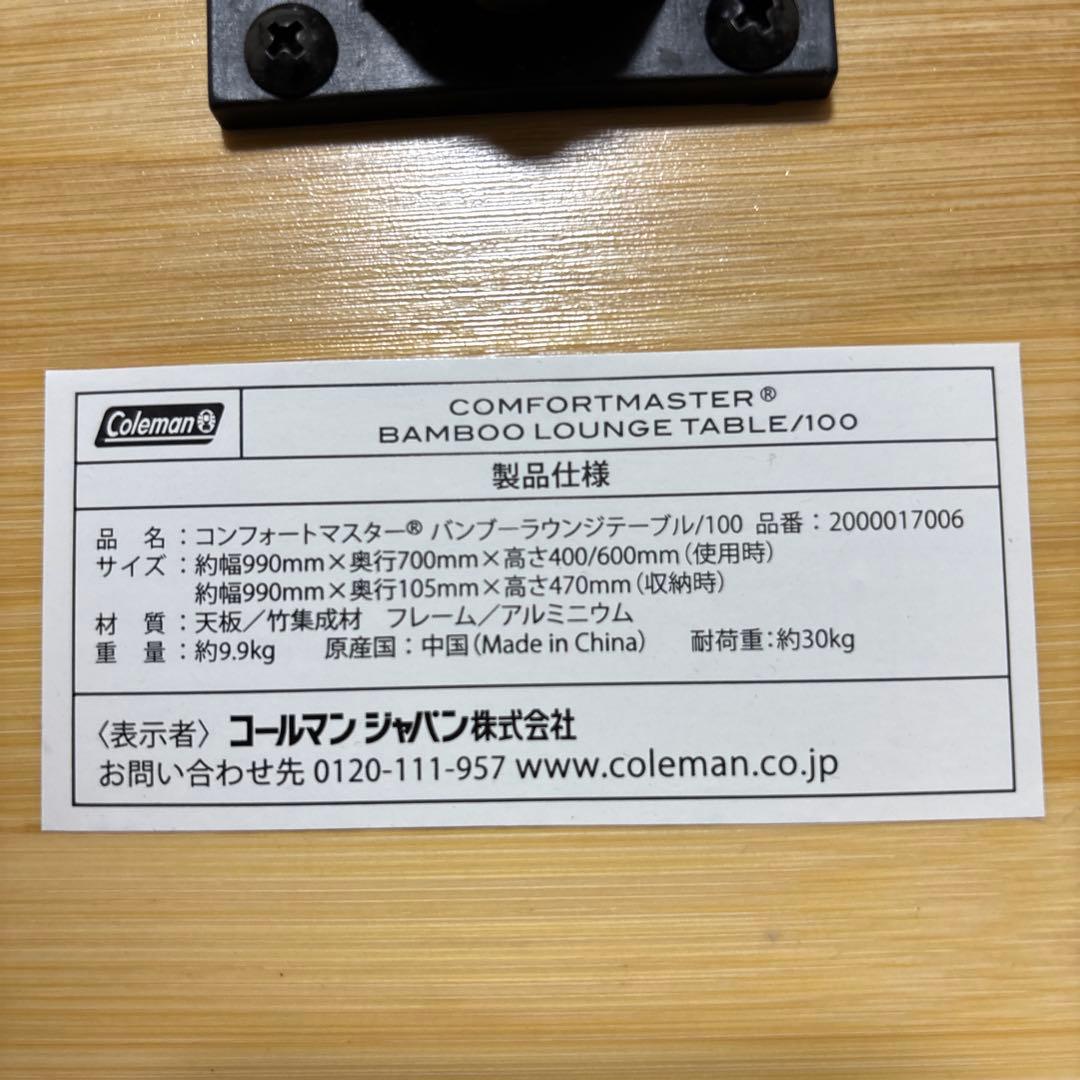 Coleman
COMFORTMASTER®
BAMBOO LOUNGE TABLE/100
製品仕様
品 名：コンフォートマスター® バンブーラウンジテーブル/100 品番：2000017006
サイズ：約幅990mm×奥行700mm×高さ400/600mm（使用時）
約幅990mm×奥行105mm×高さ470mm（収納時）
材 質：天板／竹集成材 フレーム／アルミニウム
重 量：約9.9kg 原産国：中国（Made in China） 耐荷重：約30kg
〈表示者〉コールマン ジャパン株式会社
お問い合わせ先 0120-111-957 www.coleman.co.jp